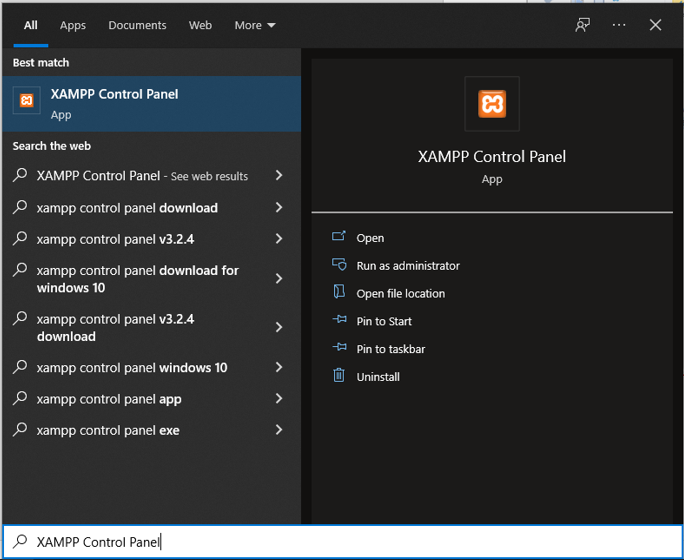 All Apps Documents Web More
Best match
XAMPP Control Panel
App
Search the web
XAMPP Control Panel - See web results
xampp control panel download
xampp control panel v3.2.4
xampp control panel download for
windows 10
xampp control panel v3.2.4
download
xampp control panel windows 10
xampp control panel app
xampp control panel exe
XAMPP Control Panel
App
Open
Run as administrator
Open file location
Pin to Start
Pin to taskbar
Uninstall
XAMPP Control Panel